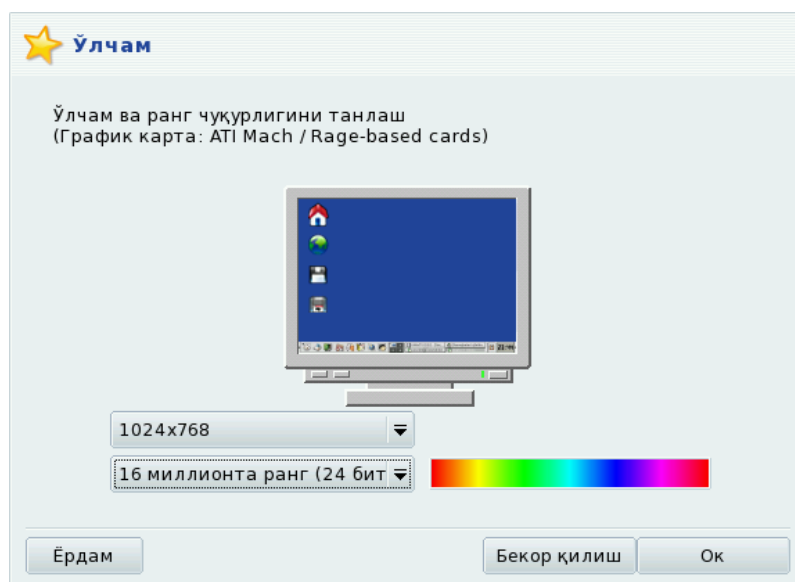 Ўлчам
Ўлчам ва ранг чуқурлигини танлаш
(График карта: ATI Mach / Rage-based cards)
1024x768
16 миллионта ранг (24 бит
Ёрдам
Бекор қилиш
Ок